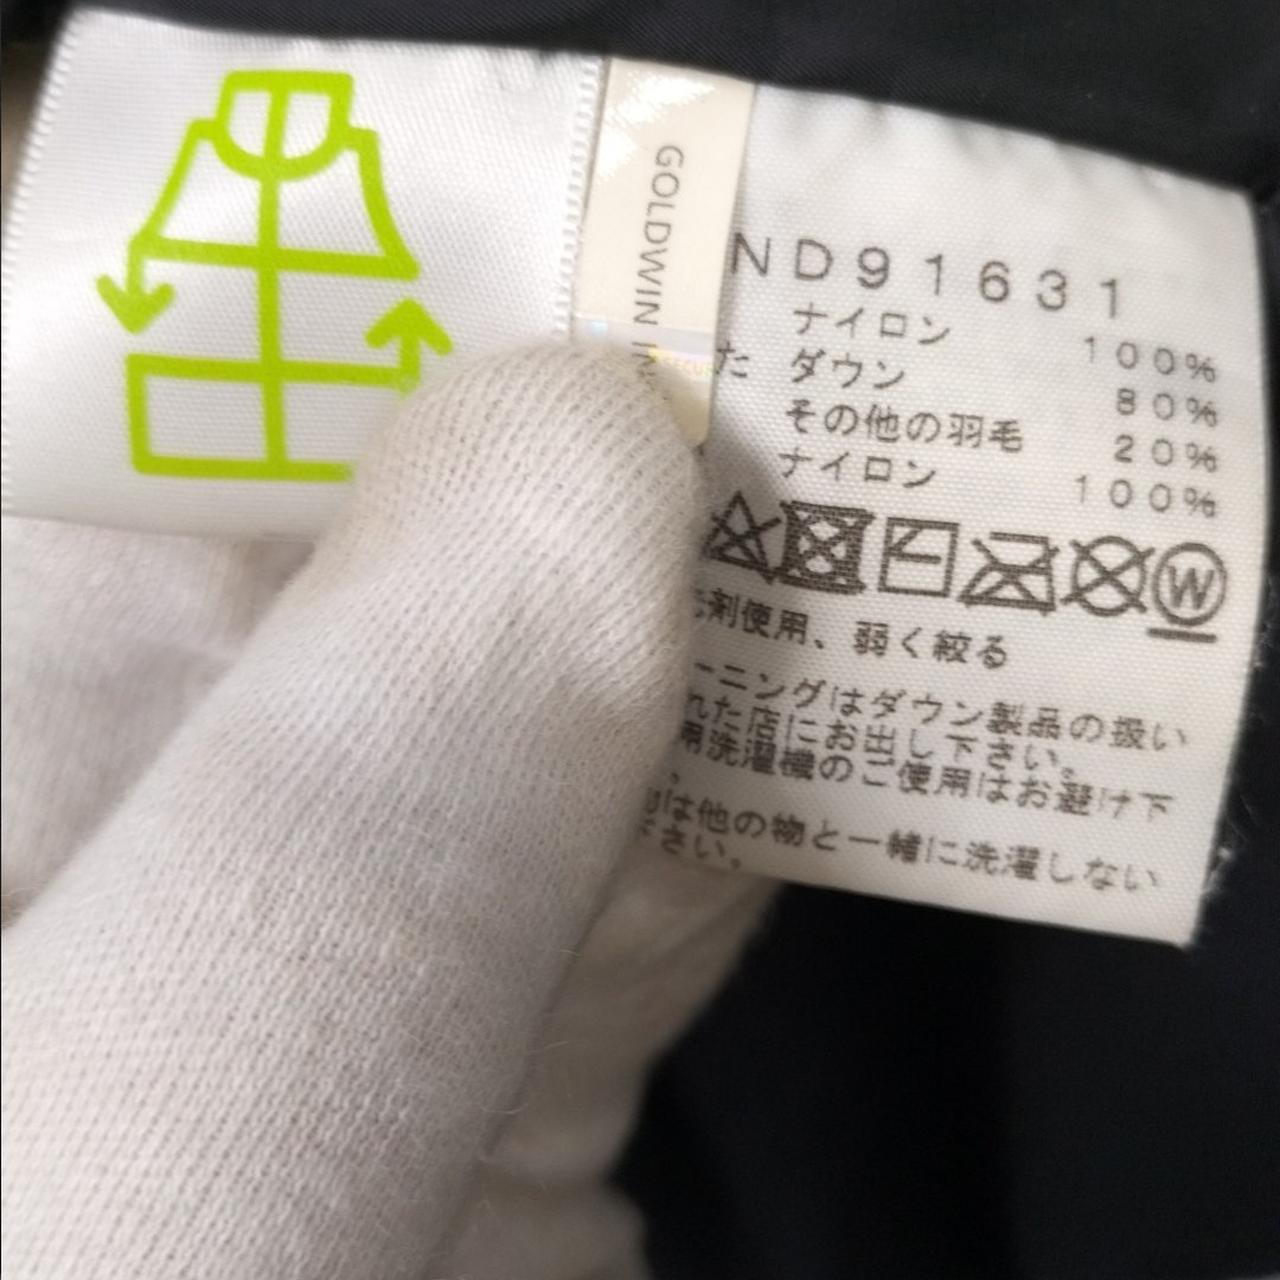 GOLDWIN IN
ND91631
ナイロン 100%
た ダウン 80%
その他の羽毛 20%
ナイロン 100%
W
剤使用、弱く絞る
ーニングはダウン製品の扱い
れた店にお出し下さい。
用洗濯機のご使用はお避け下
。
は他の物と一緒に洗濯しない
さい。